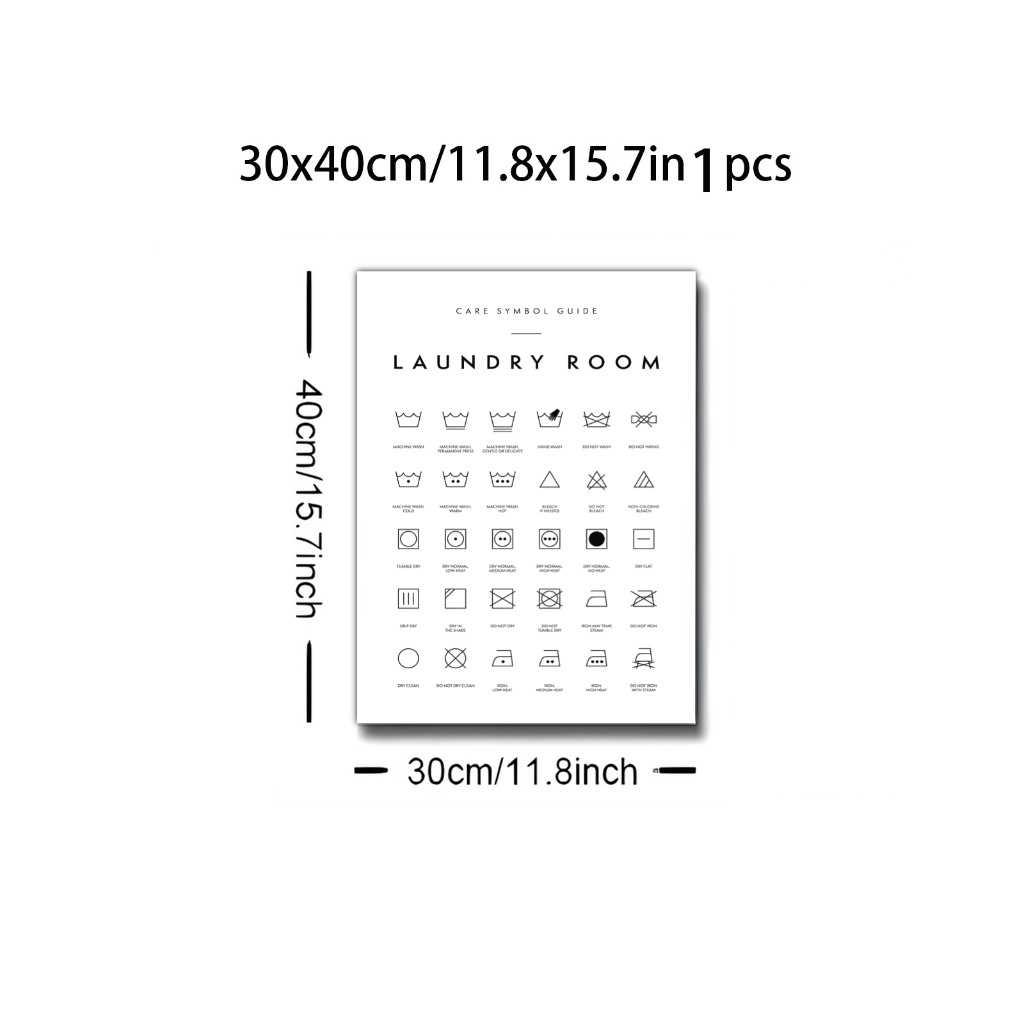 30x40cm/11.8x15.7in 1 pcs
40cm/15.7inch
CARE SYMBOL GUIDE
LAUNDRY ROOM
MACHINE WASH
MACHINE WASH,
PERMANENT PRESS
MACHINE WASH,
GENTLE OR DELICATE
HAND WASH
DO NOT WASH
DO NOT WRING
MACHINE WASH
COLD
MACHINE WASH,
WARM
MACHINE WASH,
HOT
BLEACH
IF NEEDED
DO NOT
BLEACH
NON-CHLORINE
BLEACH
TUMBLE DRY
DRY NORMAL,
LOW HEAT
DRY NORMAL,
MEDIUM HEAT
DRY NORMAL,
HIGH HEAT
DRY NORMAL,
NO HEAT
DRY FLAT
DRIP DRY
DRY IN
THE SHADE
DO NOT DRY
DO NOT
TUMBLE DRY
IRON ANY TEMP,
STEAM
DO NOT IRON
DRY CLEAN
DO NOT DRY CLEAN
IRON,
LOW HEAT
IRON,
MEDIUM HEAT
IRON,
HIGH HEAT
DO NOT IRON
WITH STEAM
30cm/11.8inch